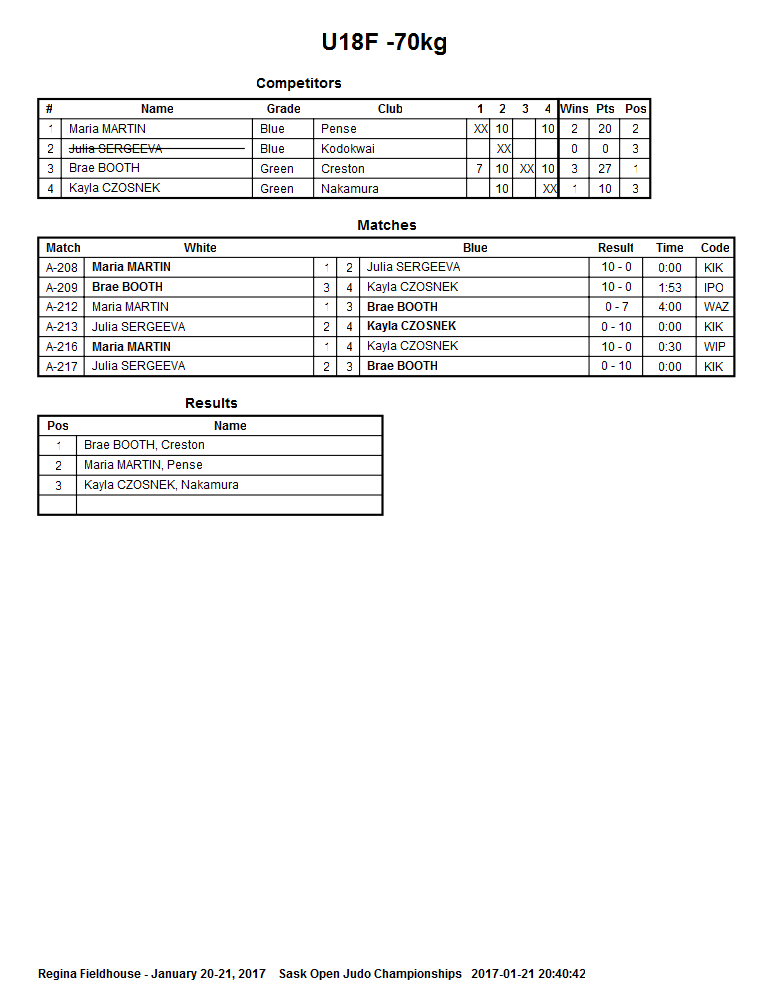 U18F -70kg
Competitors
# Name Grade Club 1 2 3 4 Wins Pts Pos
1 Maria MARTIN Blue Pense XX 10 10 2 20 2
2 Julia SERGEEVA Blue Kodokwai XX 0 0 3
3 Brae BOOTH Green Creston 7 10 XX 10 3 27 1
4 Kayla CZOSNEK Green Nakamura 10 XX 1 10 3
Matches
Match White Blue Result Time Code
A-208 Maria MARTIN 1 2 Julia SERGEEVA 10 - 0 0:00 KIK
A-209 Brae BOOTH 3 4 Kayla CZOSNEK 10 - 0 1:53 IPO
A-212 Maria MARTIN 1 3 Brae BOOTH 0 - 7 4:00 WAZ
A-213 Julia SERGEEVA 2 4 Kayla CZOSNEK 0 - 10 0:00 KIK
A-216 Maria MARTIN 1 4 Kayla CZOSNEK 10 - 0 0:30 WIP
A-217 Julia SERGEEVA 2 3 Brae BOOTH 0 - 10 0:00 KIK
Results
Pos Name
1 Brae BOOTH, Creston
2 Maria MARTIN, Pense
3 Kayla CZOSNEK, Nakamura
Regina Fieldhouse - January 20-21, 2017 Sask Open Judo Championships 2017-01-21 20:40:42